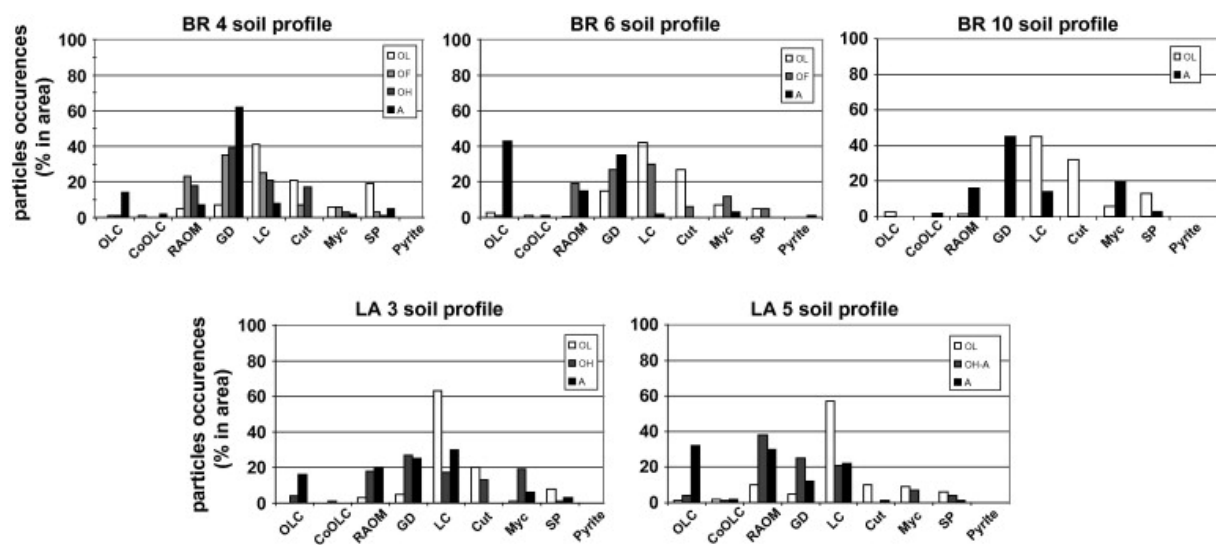 BR 4 soil profile
particles occurences
(% in area)
100
80
60
40
20
0
OL
OF
OH
A
OLC
CoOLC
RAOM
GD
LC
Cut
Myc
SP
Pyrite
BR 6 soil profile
100
80
60
40
20
0
OL
OF
A
OLC
CoOLC
RAOM
GD
LC
Cut
Myc
SP
Pyrite
BR 10 soil profile
100
80
60
40
20
0
OL
A
OLC
CoOLC
RAOM
GD
LC
Cut
Myc
SP
Pyrite
LA 3 soil profile
particles occurences
(% in area)
100
80
60
40
20
0
OL
OH
A
OLC
CoOLC
RAOM
GD
LC
Cut
Myc
SP
Pyrite
LA 5 soil profile
100
80
60
40
20
0
OL
OH-A
A
OLC
CoOLC
RAOM
GD
LC
Cut
Myc
SP
Pyrite